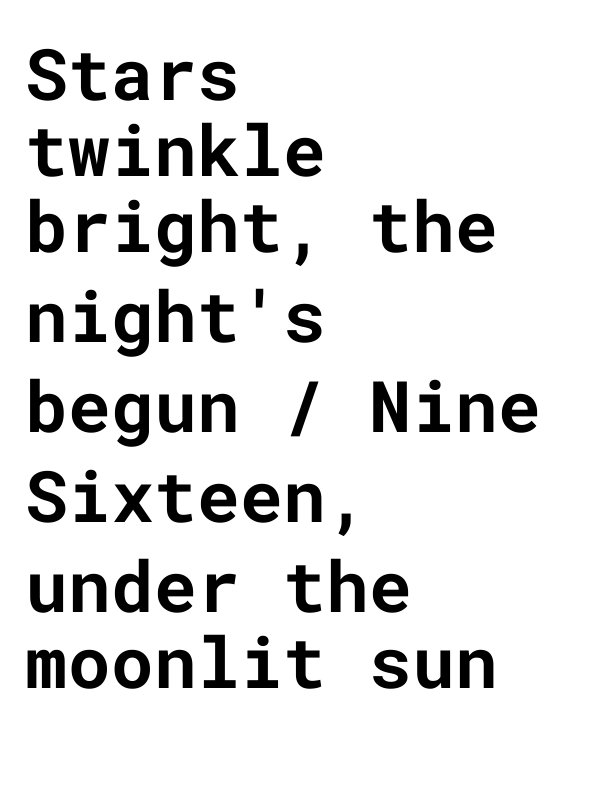 Stars
twinkle
bright, the
night's
begun / Nine
Sixteen,
under the
moonlit sun